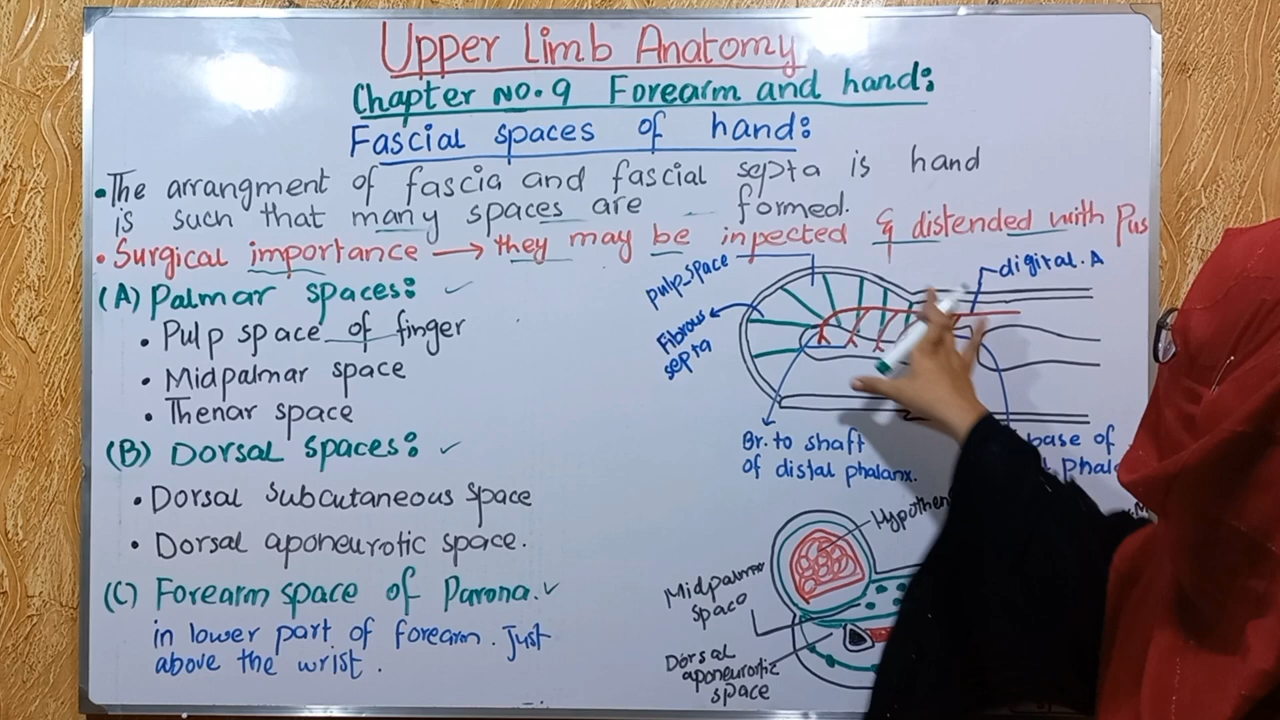 Upper Limb Anatomy
Chapter NO.9 Forearm and hand:
Fascial spaces of hand:
•The arrangment of fascia and fascial septa is hand
is such that many spaces are formed.
•Surgical importance → they may be inpected & distended with Pus
(A) Palmar spaces: ✓
• Pulp space of finger
• Midpalmar space
• Thenar space
(B) Dorsal spaces: ✓
• Dorsal Subcutaneous Space
• Dorsal aponeurotic space.
(C) Forearm space of Parona. ✓
in lower part of forearm. Just
above the wrist.
pulp space
digital. A
Fibrous
septa
Br. to shaft
of distal phalanx.
base of
Hypothen
Midpalmar
space
Dorsal
aponeurotic
space